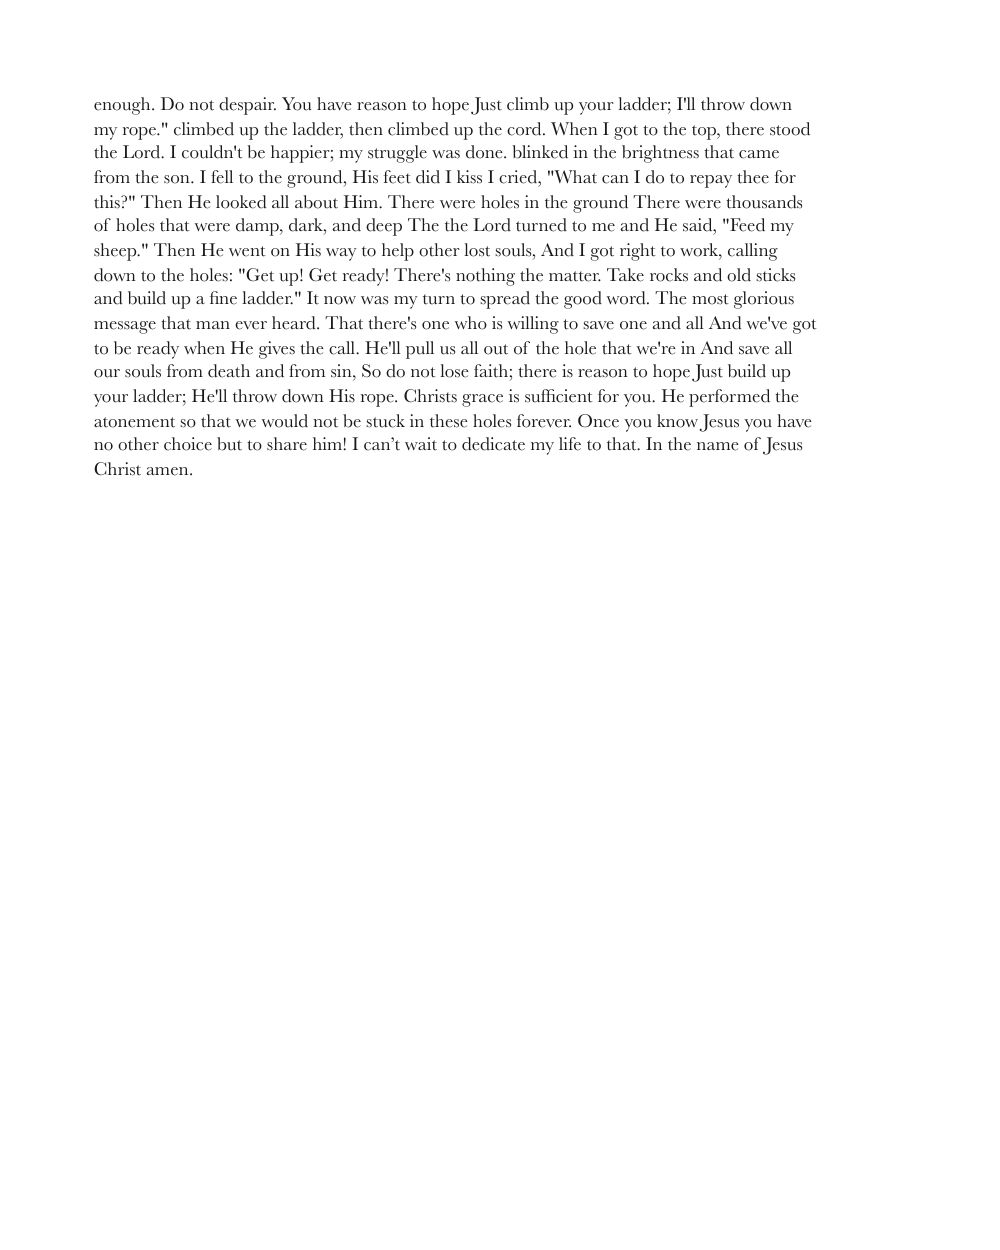 enough. Do not despair. You have reason to hope Just climb up your ladder; I'll throw down
my rope." climbed up the ladder, then climbed up the cord. When I got to the top, there stood
the Lord. I couldn't be happier; my struggle was done. blinked in the brightness that came
from the son. I fell to the ground, His feet did I kiss I cried, "What can I do to repay thee for
this?" Then He looked all about Him. There were holes in the ground There were thousands
of holes that were damp, dark, and deep The the Lord turned to me and He said, "Feed my
sheep." Then He went on His way to help other lost souls, And I got right to work, calling
down to the holes: "Get up! Get ready! There's nothing the matter. Take rocks and old sticks
and build up a fine ladder." It now was my turn to spread the good word. The most glorious
message that man ever heard. That there's one who is willing to save one and all And we've got
to be ready when He gives the call. He'll pull us all out of the hole that we're in And save all
our souls from death and from sin, So do not lose faith; there is reason to hope Just build up
your ladder; He'll throw down His rope. Christs grace is sufficient for you. He performed the
atonement so that we would not be stuck in these holes forever. Once you know Jesus you have
no other choice but to share him! I can’t wait to dedicate my life to that. In the name of Jesus
Christ amen.